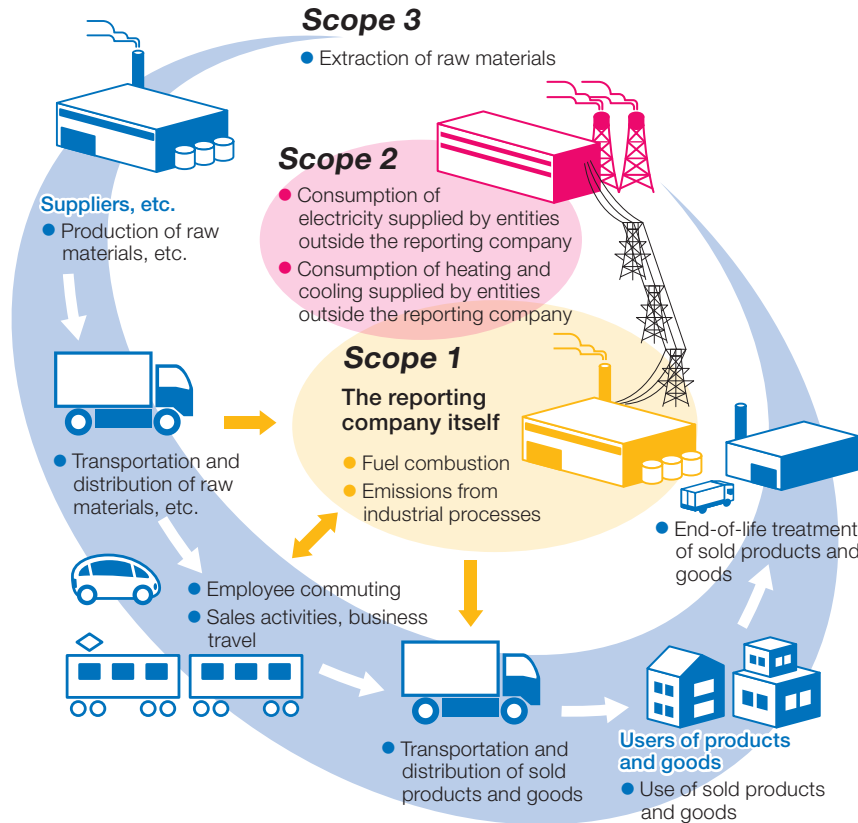 Scope 3
● Extraction of raw materials
Scope 2
● Consumption of
electricity supplied by entities
outside the reporting company
● Consumption of heating and
cooling supplied by entities
outside the reporting company
Suppliers, etc.
● Production of raw
materials, etc.
Scope 1
The reporting
company itself
● Fuel combustion
● Emissions from
industrial processes
● Transportation and
distribution of raw
materials, etc.
● Employee commuting
● Sales activities, business
travel
● Transportation and
distribution of sold
products and goods
Users of products
and goods
● Use of sold products
and goods
● End-of-life treatment
of sold products and
goods